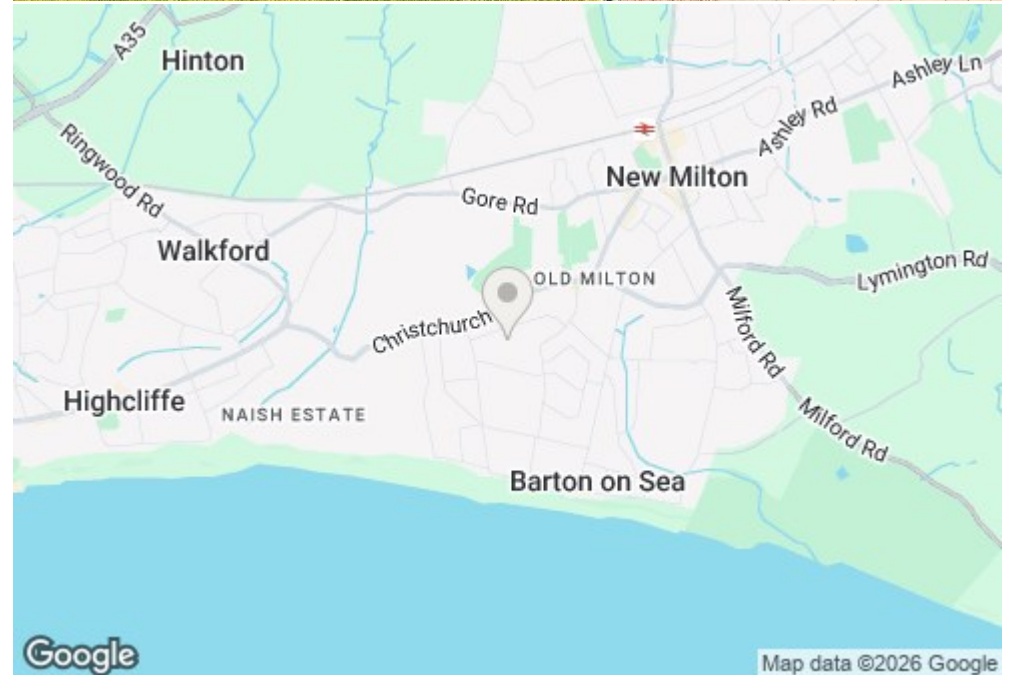 A35
Hinton
Ashley Ln
Ashley Rd
Ringwood Rd
New Milton
Gore Rd
Walkford
OLD MILTON
Lymington Rd
Christchurch
Milford Rd
Highcliffe
NAISH ESTATE
Milford Rd
Barton on Sea
Google
Map data ©2026 Google